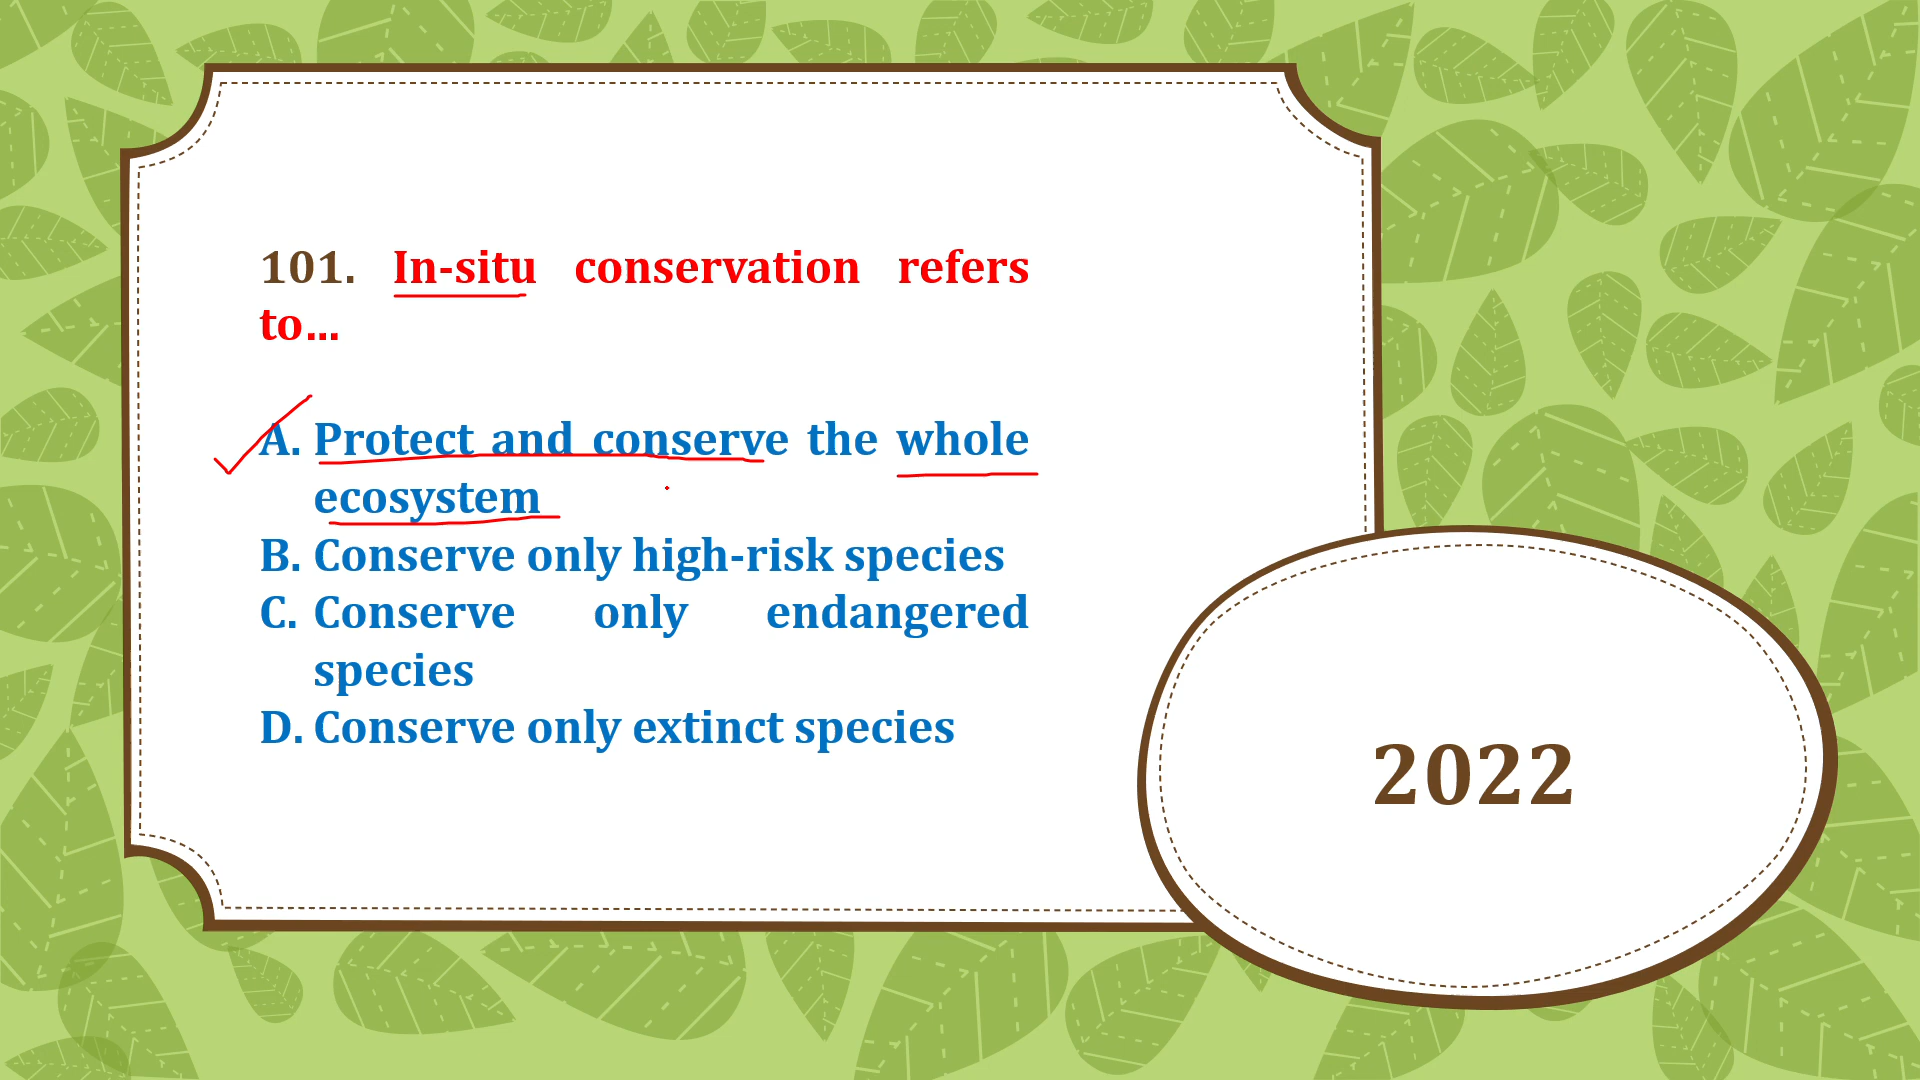 101. In-situ conservation refers
to...
A. Protect and conserve the whole
ecosystem
B. Conserve only high-risk species
C. Conserve only endangered
species
D. Conserve only extinct species
2022